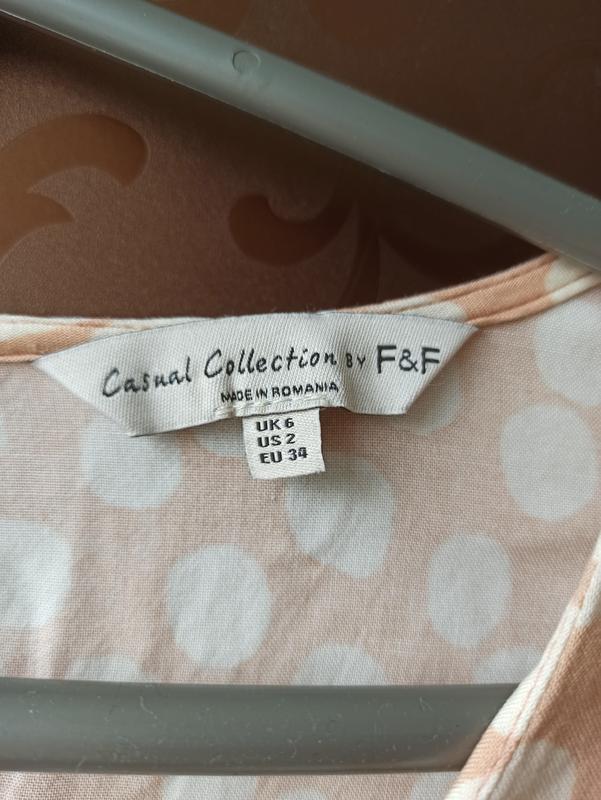 Casual Collection BY F&F
MADE IN ROMANIA
UK 6
US 2
EU 34